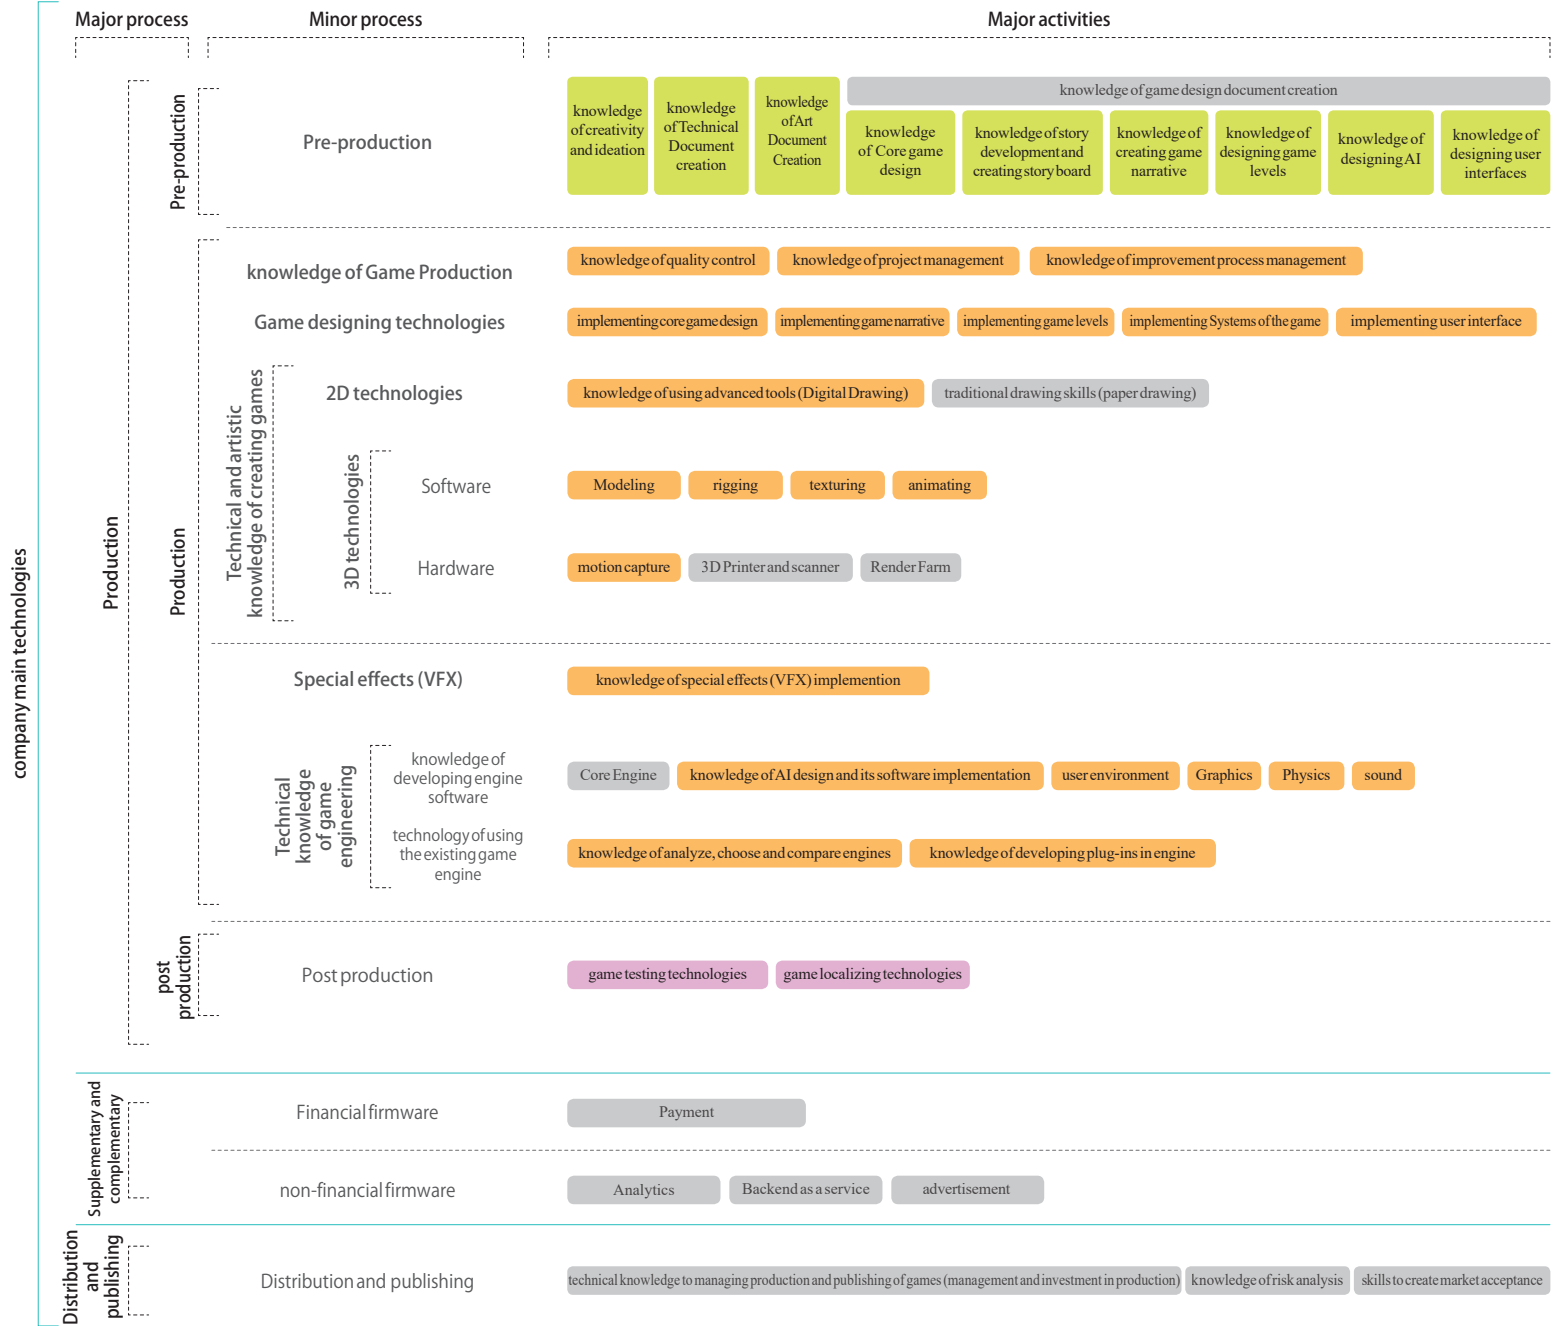 Major process
Minor process
Major activities
company main technologies
Production
Pre-production
Pre-production
knowledge
of creativity
and ideation
knowledge
of Technical
Document
creation
knowledge
of Art
Document
Creation
knowledge of game design document creation
knowledge
of Core game
design
knowledge of story
development and
creating story board
knowledge of
creating game
narrative
knowledge of
designing game
levels
knowledge of
designing AI
knowledge of
designing user
interfaces
Production
knowledge of Game Production
knowledge of quality control
knowledge of project management
knowledge of improvement process management
Game designing technologies
implementing core game design
implementing game narrative
implementing game levels
implementing Systems of the game
implementing user interface
Technical and artistic
knowledge of creating games
2D technologies
knowledge of using advanced tools (Digital Drawing)
traditional drawing skills (paper drawing)
3D technologies
Software
Modeling
rigging
texturing
animating
Hardware
motion capture
3D Printer and scanner
Render Farm
Special effects (VFX)
knowledge of special effects (VFX) implemention
Technical
knowledge
of game
engineering
knowledge of
developing engine
software
Core Engine
knowledge of AI design and its software implementation
user environment
Graphics
Physics
sound
technology of using
the existing game
engine
knowledge of analyze, choose and compare engines
knowledge of developing plug-ins in engine
post
production
Post production
game testing technologies
game localizing technologies
Supplementary and
complementary
Financial firmware
Payment
non-financial firmware
Analytics
Backend as a service
advertisement
Distribution
and
publishing
Distribution and publishing
technical knowledge to managing production and publishing of games (management and investment in production)
knowledge of risk analysis
skills to create market acceptance